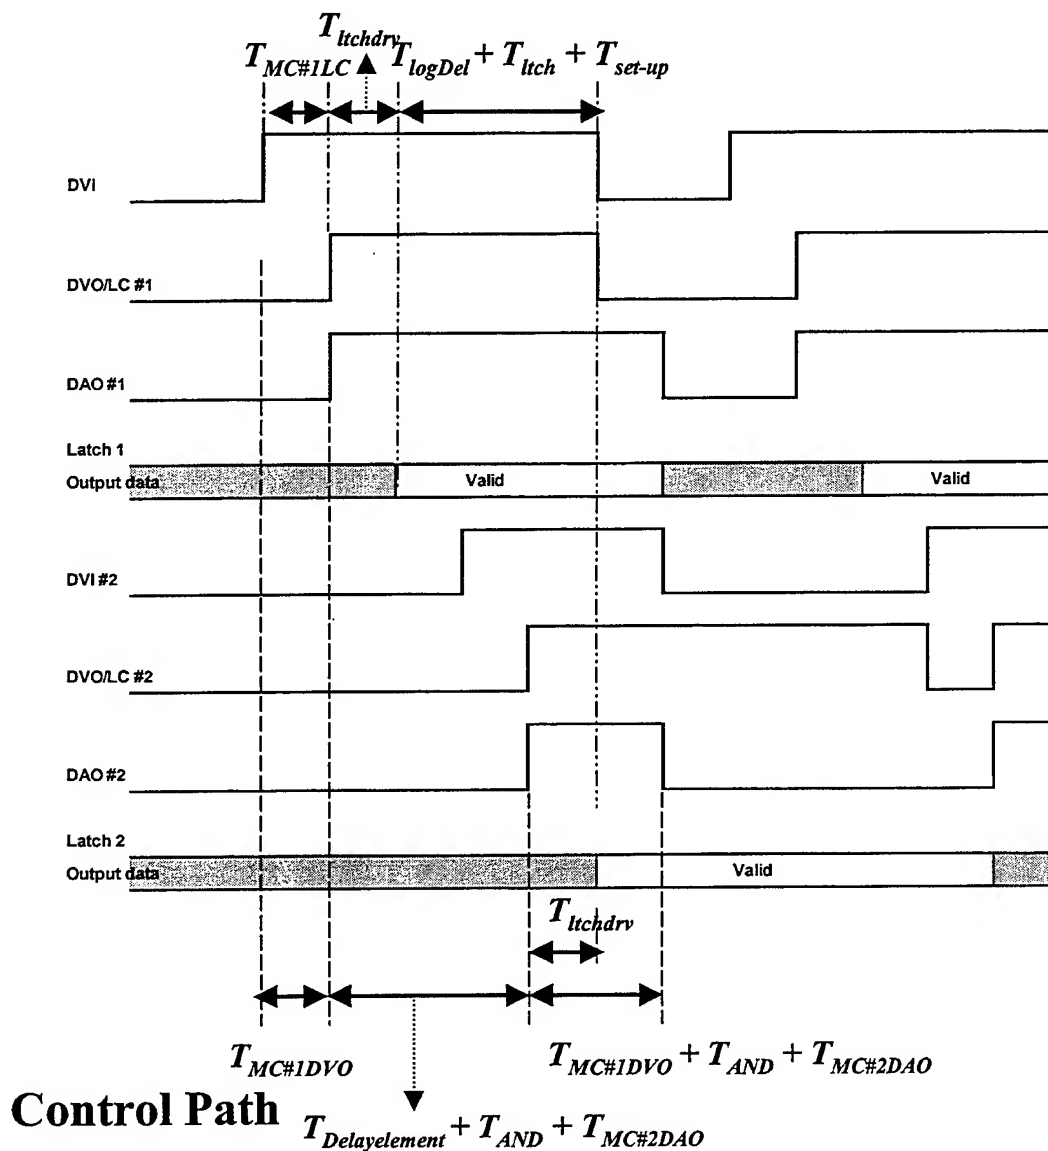 T_ltchdrv
T_MC#1LC T_logDel + T_ltch + T_set-up
DVI
DVO/LC #1
DAO #1
Latch 1
Output data Valid Valid
DVI #2
DVO/LC #2
DAO #2
Latch 2
Output data Valid
T_ltchdrv
T_MC#1DVO T_MC#1DVO + T_AND + T_MC#2DAO
Control Path T_Delayelement + T_AND + T_MC#2DAO